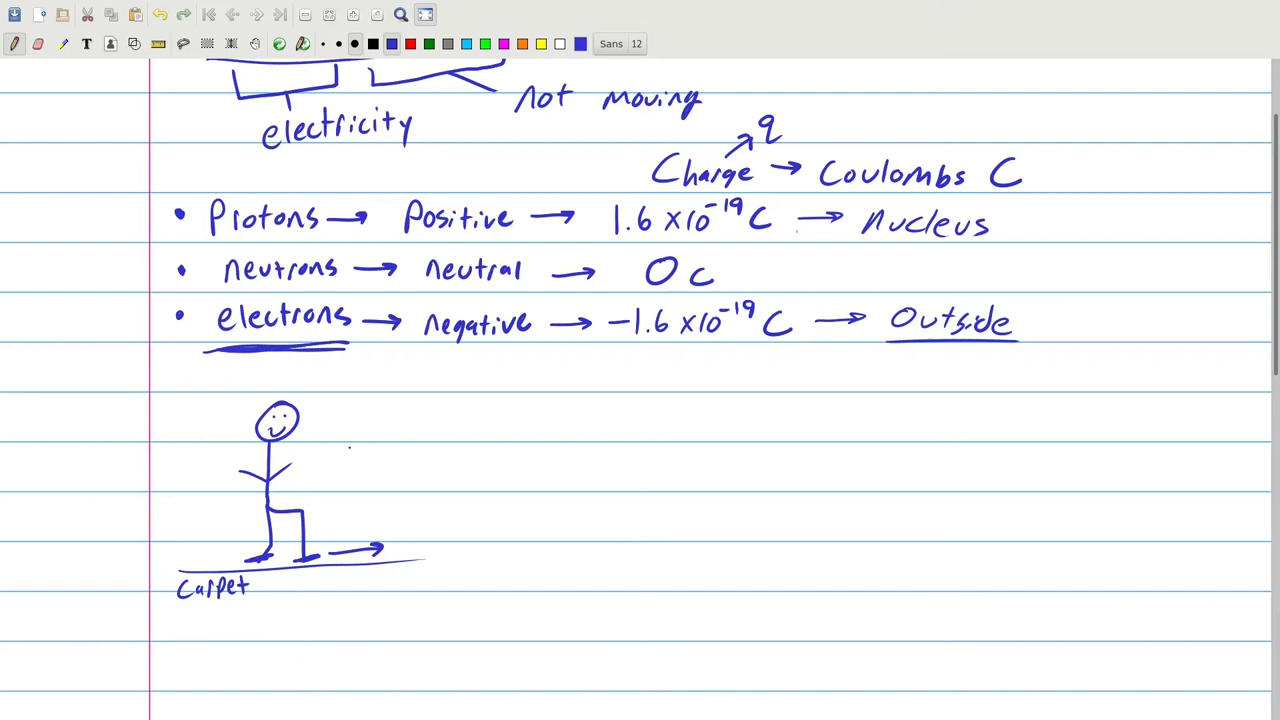 Sans 12
not moving
electricity
q
Charge → Coulombs C
• Protons → Positive → 1.6 x10⁻¹⁹ C → nucleus
• neutrons → neutral → 0 c
• electrons → negative → -1.6 x10⁻¹⁹ C → Outside
Carpet